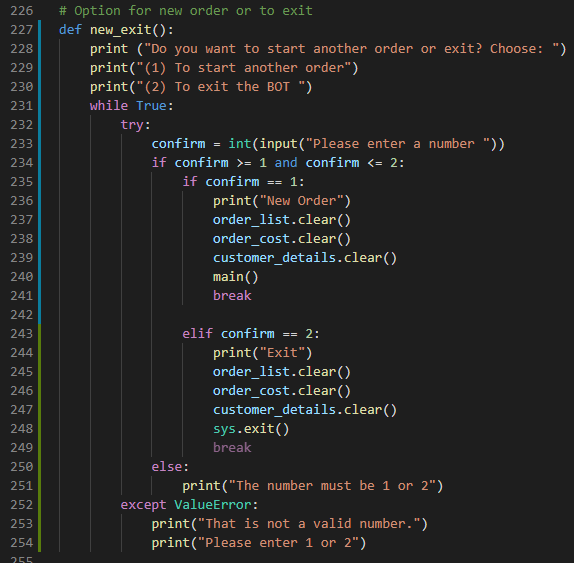 226 # Option for new order or to exit
227 def new_exit():
228     print ("Do you want to start another order or exit? Choose: ")
229     print("(1) To start another order")
230     print("(2) To exit the BOT ")
231     while True:
232         try:
233             confirm = int(input("Please enter a number "))
234             if confirm >= 1 and confirm <= 2:
235                 if confirm == 1:
236                     print("New Order")
237                     order_list.clear()
238                     order_cost.clear()
239                     customer_details.clear()
240                     main()
241                     break
242
243                 elif confirm == 2:
244                     print("Exit")
245                     order_list.clear()
246                     order_cost.clear()
247                     customer_details.clear()
248                     sys.exit()
249                     break
250             else:
251                 print("The number must be 1 or 2")
252         except ValueError:
253             print("That is not a valid number.")
254             print("Please enter 1 or 2")
255